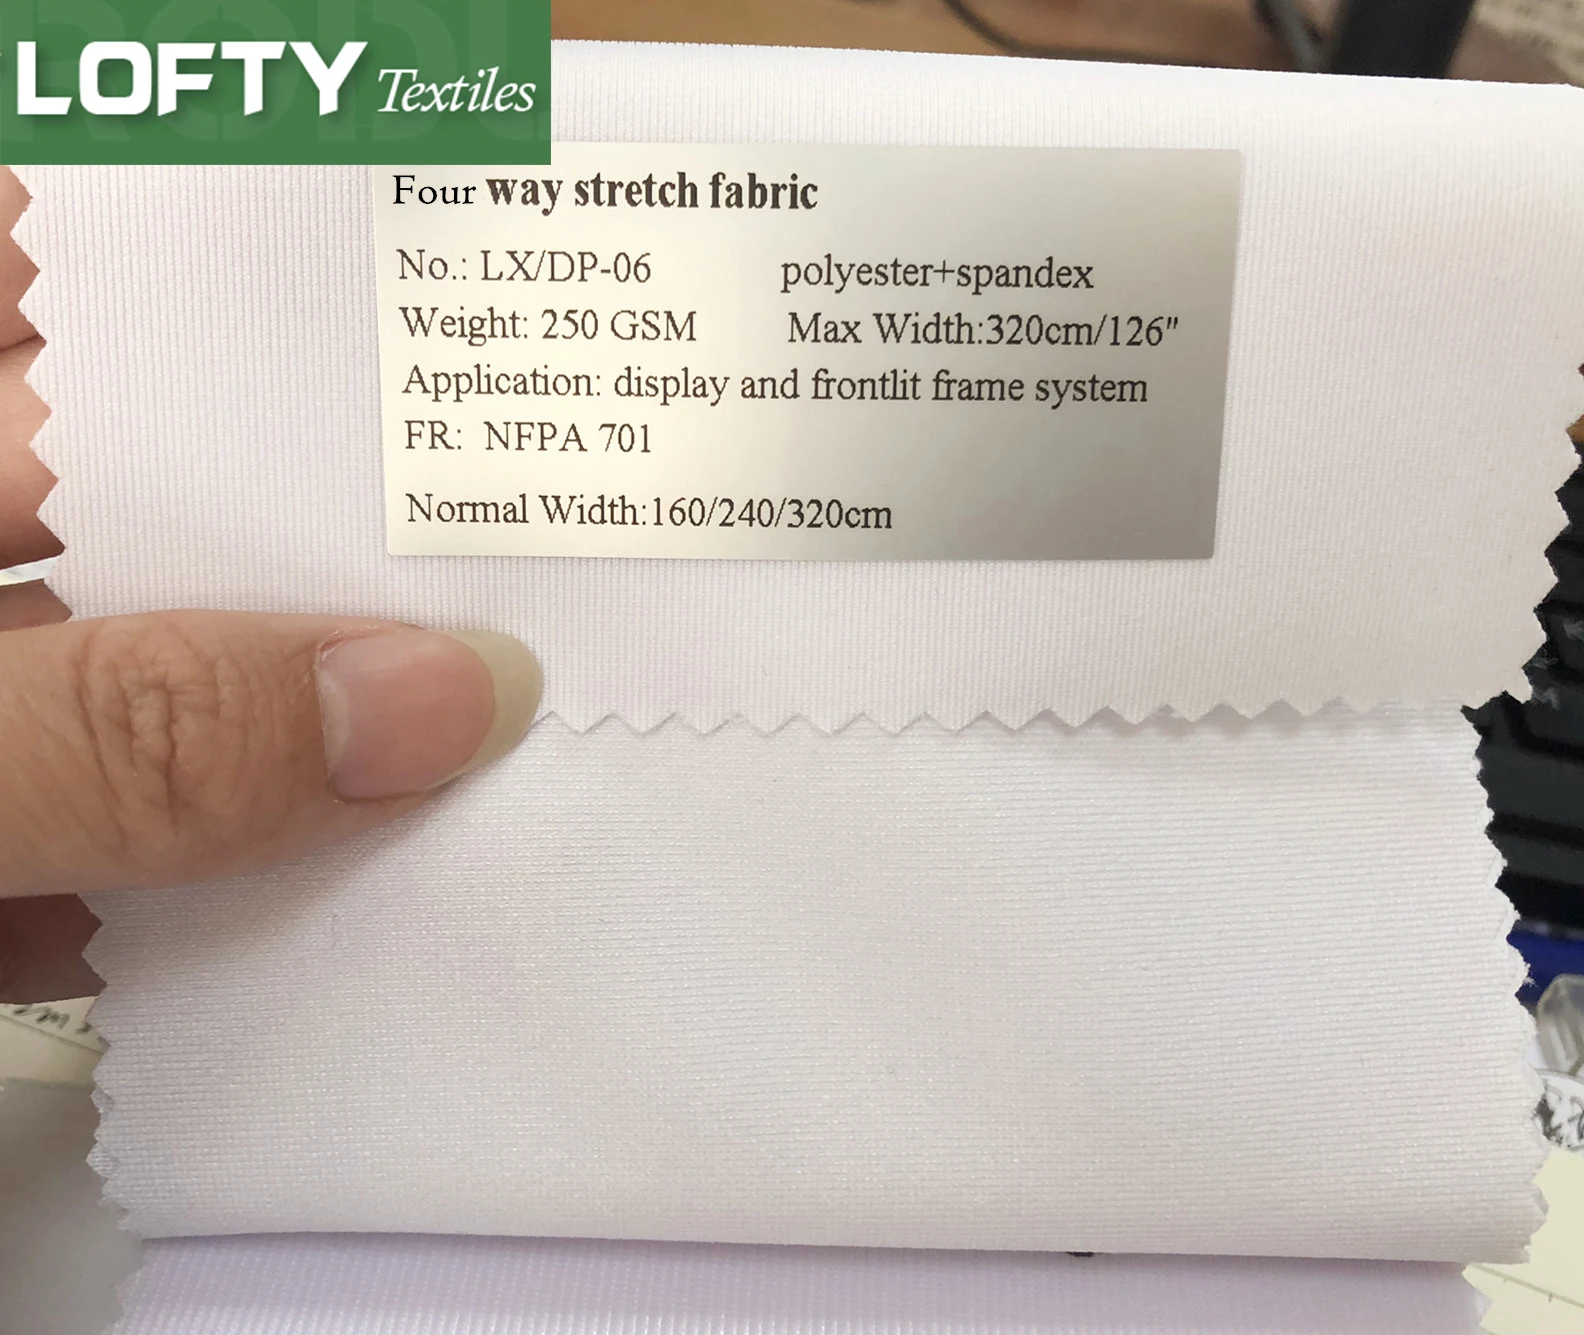 LOFTY Textiles
Four way stretch fabric
No.: LX/DP-06 polyester+spandex
Weight: 250 GSM Max Width:320cm/126"
Application: display and frontlit frame system
FR: NFPA 701
Normal Width:160/240/320cm